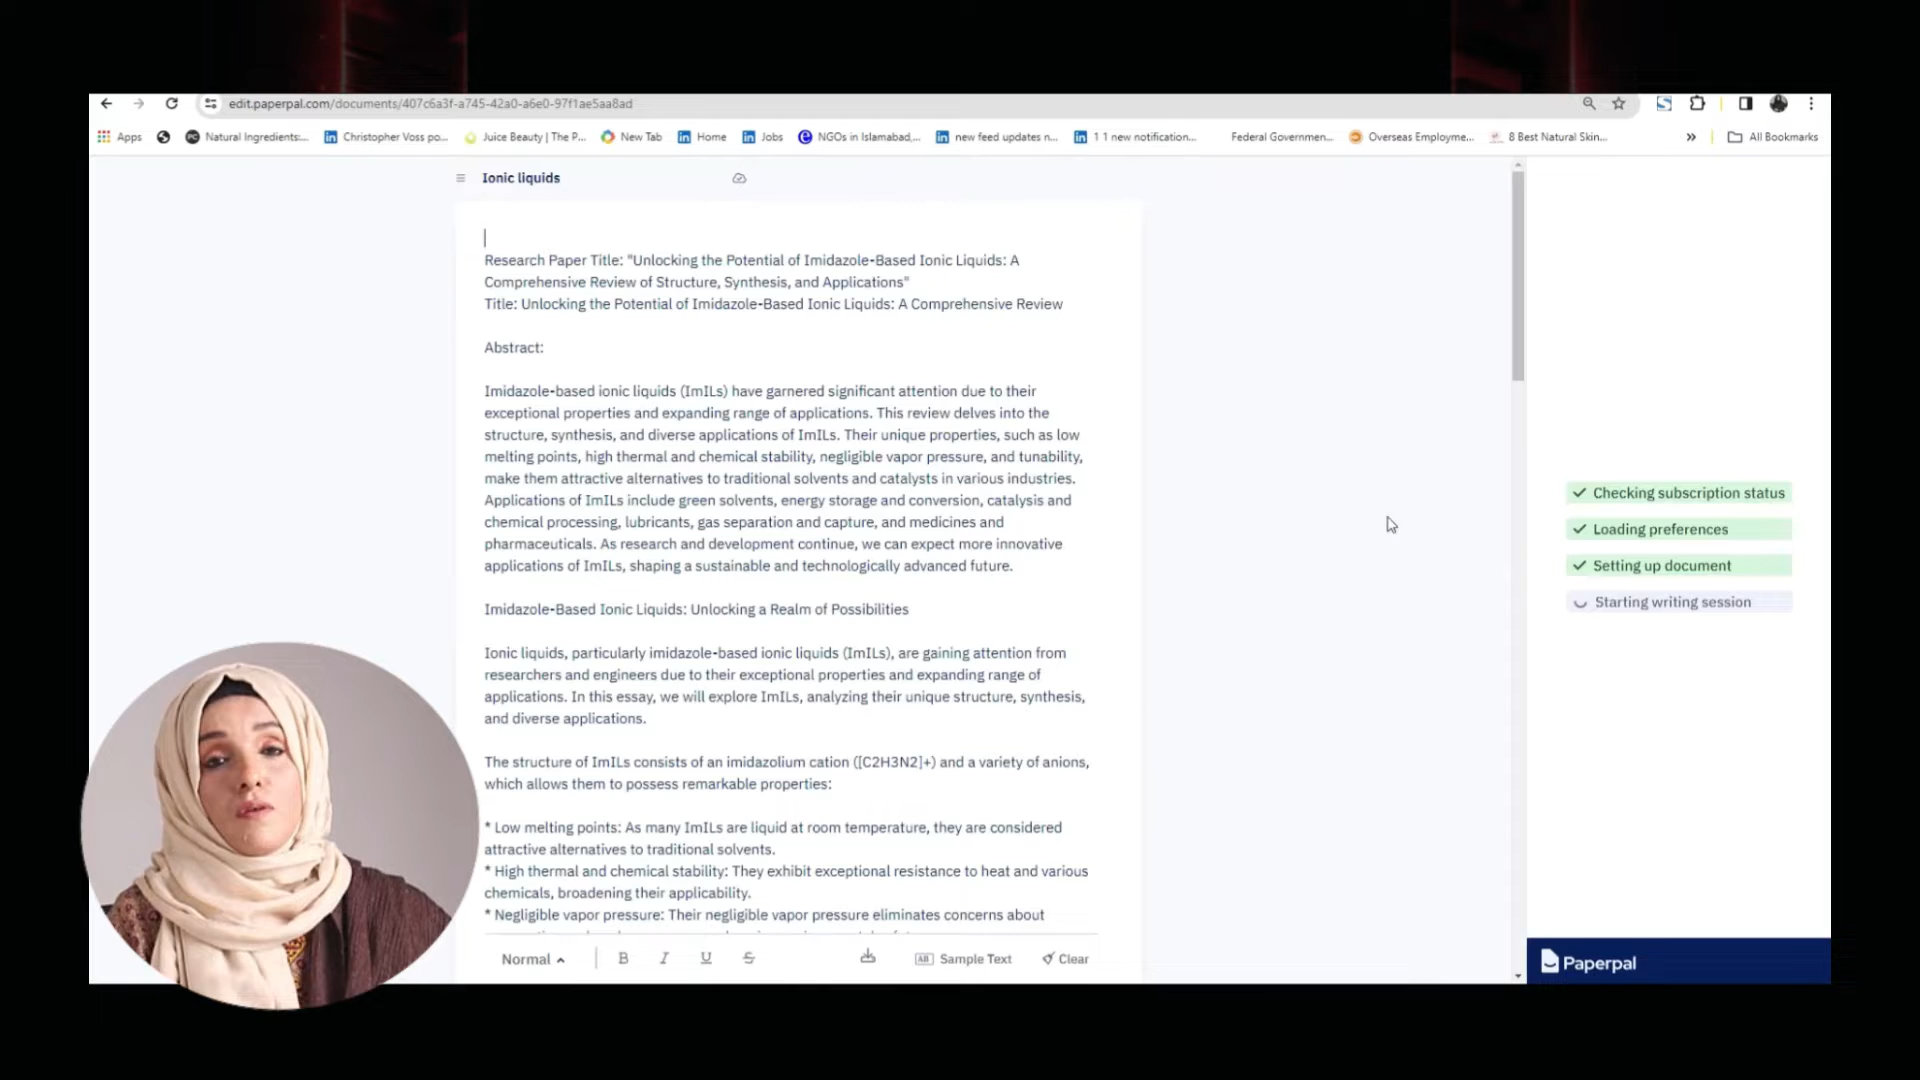 edit.paperpal.com/documents/407c6a3f-a745-42a0-a6e0-97f1ae5aa8ad
Apps Natural Ingredients:... Christopher Voss po... Juice Beauty | The P... New Tab Home Jobs NGOs in Islamabad,... new feed updates n... 1 1 new notification... Federal Governmen... Overseas Employme... 8 Best Natural Skin... » All Bookmarks
Ionic liquids
Research Paper Title: "Unlocking the Potential of Imidazole-Based Ionic Liquids: A
Comprehensive Review of Structure, Synthesis, and Applications"
Title: Unlocking the Potential of Imidazole-Based Ionic Liquids: A Comprehensive Review
Abstract:
Imidazole-based ionic liquids (ImILs) have garnered significant attention due to their
exceptional properties and expanding range of applications. This review delves into the
structure, synthesis, and diverse applications of ImILs. Their unique properties, such as low
melting points, high thermal and chemical stability, negligible vapor pressure, and tunability,
make them attractive alternatives to traditional solvents and catalysts in various industries.
Applications of ImILs include green solvents, energy storage and conversion, catalysis and
chemical processing, lubricants, gas separation and capture, and medicines and
pharmaceuticals. As research and development continue, we can expect more innovative
applications of ImILs, shaping a sustainable and technologically advanced future.
Imidazole-Based Ionic Liquids: Unlocking a Realm of Possibilities
Ionic liquids, particularly imidazole-based ionic liquids (ImILs), are gaining attention from
researchers and engineers due to their exceptional properties and expanding range of
applications. In this essay, we will explore ImILs, analyzing their unique structure, synthesis,
and diverse applications.
The structure of ImILs consists of an imidazolium cation ([C2H3N2]+) and a variety of anions,
which allows them to possess remarkable properties:
* Low melting points: As many ImILs are liquid at room temperature, they are considered
attractive alternatives to traditional solvents.
* High thermal and chemical stability: They exhibit exceptional resistance to heat and various
chemicals, broadening their applicability.
* Negligible vapor pressure: Their negligible vapor pressure eliminates concerns about
Normal B I U S Sample Text Clear
Checking subscription status
Loading preferences
Setting up document
Starting writing session
Paperpal